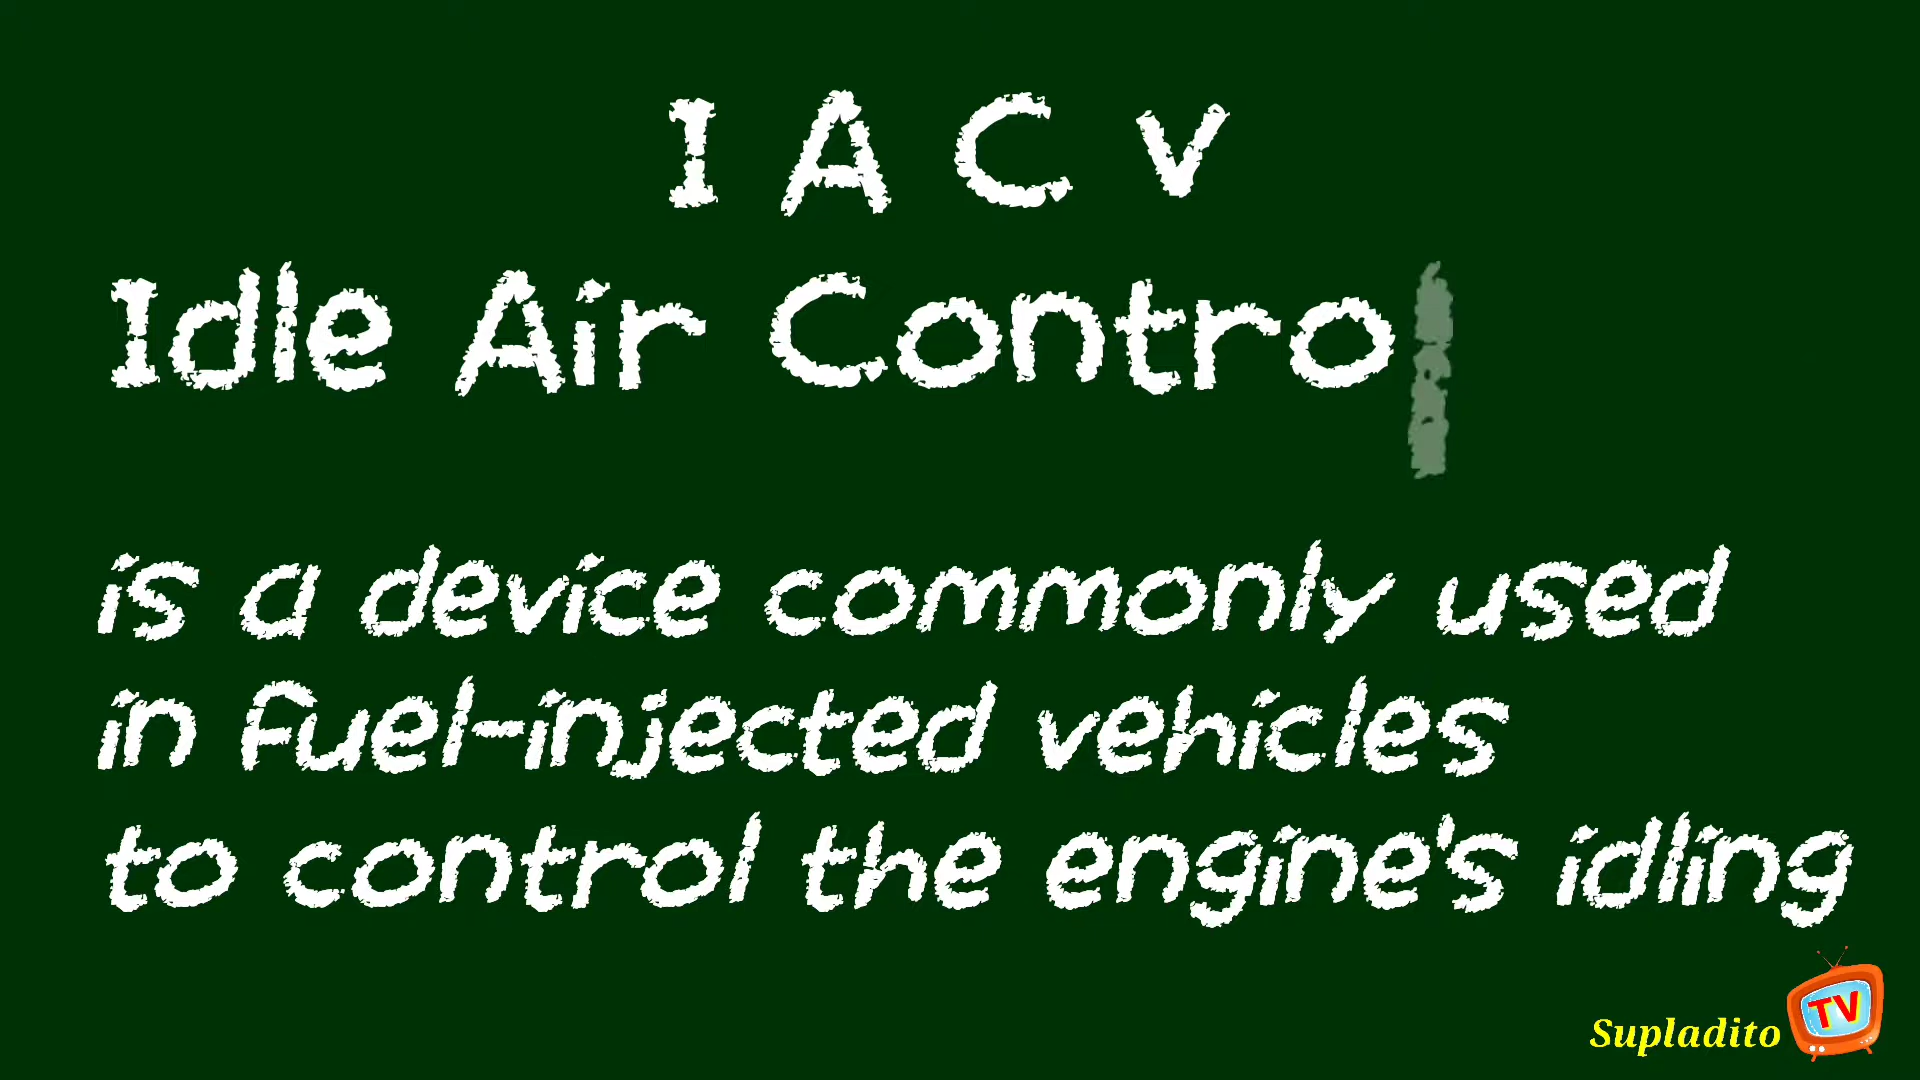 I A C V
Idle Air Contro
is a device commonly used
in fuel-injected vehicles
to control the engine's idling
Supladito TV